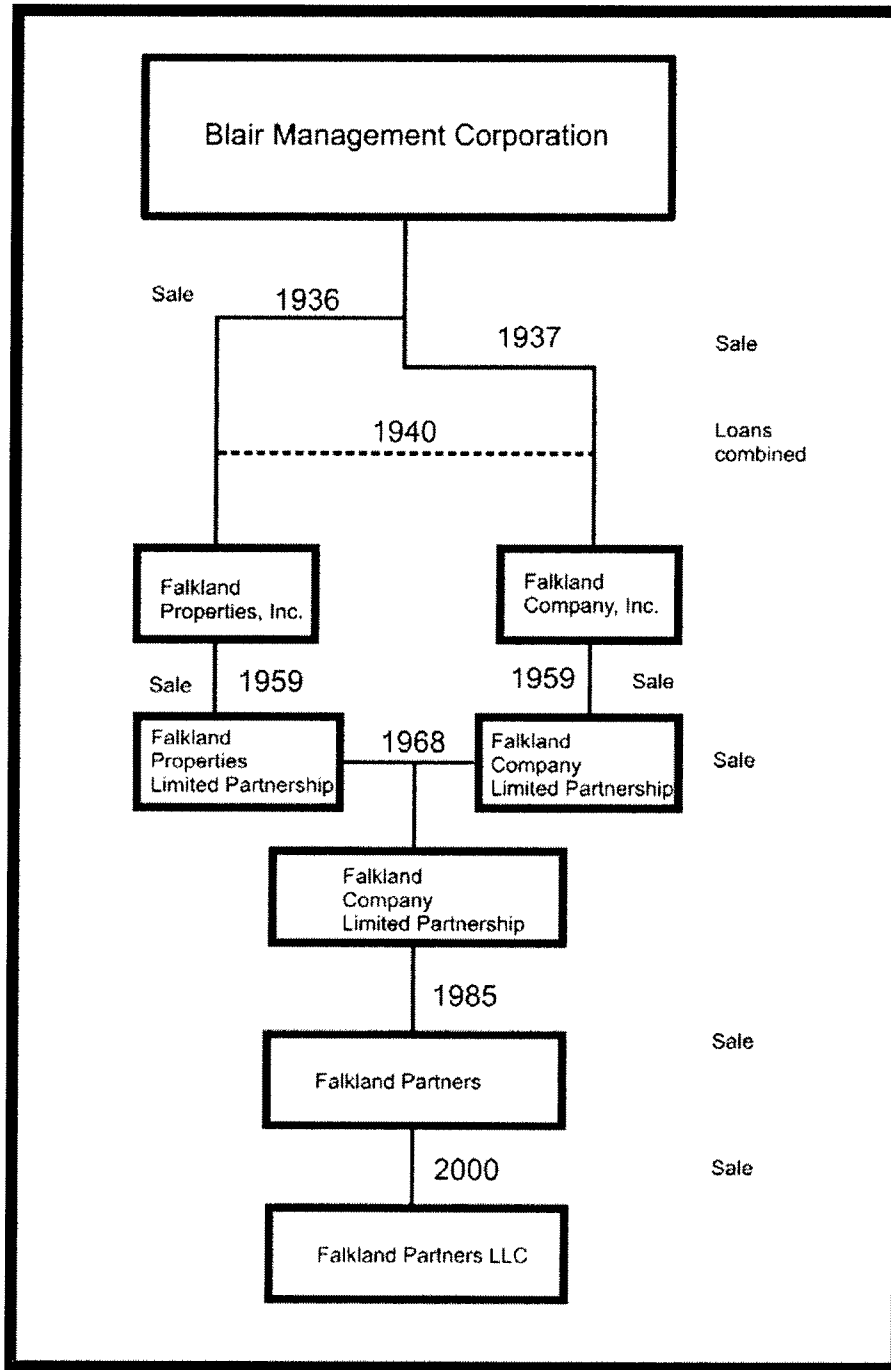 Blair Management Corporation
Sale
1936
1937
Sale
1940
Loans
combined
Falkland
Properties, Inc.
Falkland
Company, Inc.
Sale
1959
1959
Sale
Falkland
Properties
Limited Partnership
1968
Falkland
Company
Limited Partnership
Sale
Falkland
Company
Limited Partnership
1985
Sale
Falkland Partners
2000
Sale
Falkland Partners LLC